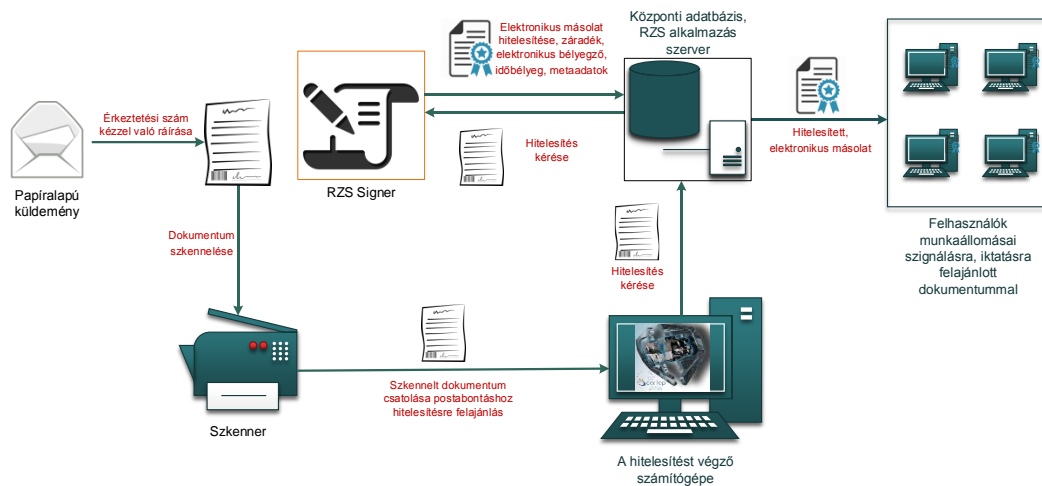 Elektronikus másolat
hitelesítése, záradék,
elektronikus bélyegző,
időbélyeg, metaadatok
Központi adatbázis,
RZS alkalmazás
szerver
Érkeztetési szám
kézzel való ráírása
Papíralapú
küldemény
RZS Signer
Hitelesítés
kérése
Hitelesített,
elektronikus másolat
Felhasználók
munkaállomásai
szignálásra, iktatásra
felajánlott
dokumentummal
Dokumentum
szkennelése
Hitelesítés
kérése
Szkennelt dokumentum
csatolása postabontáshoz
hitelesítésre felajánlás
Szkenner
A hitelesítést végző
számítógépe